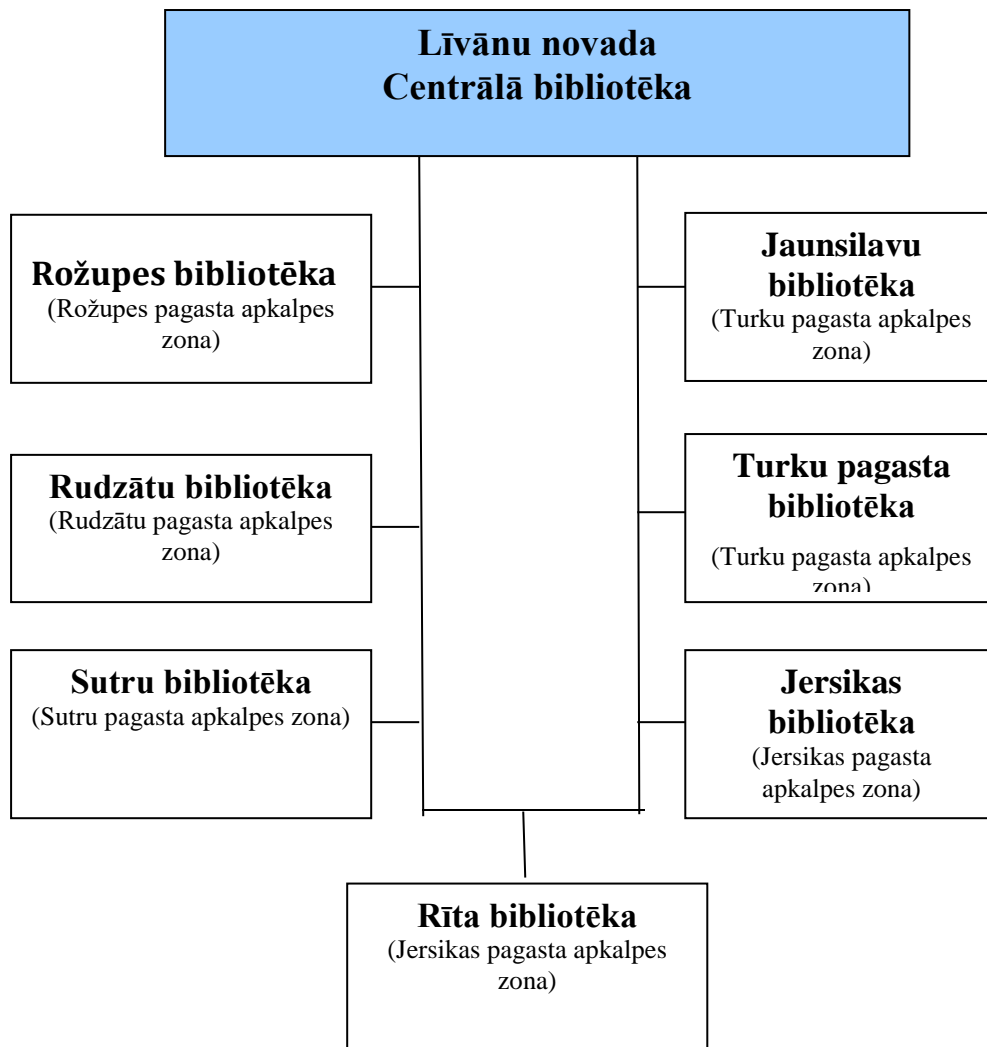 Līvānu novada
Centrālā bibliotēka
Rožupes bibliotēka
(Rožupes pagasta apkalpes
zona)
Jaunsilavu
bibliotēka
(Turku pagasta apkalpes
zona)
Rudzātu bibliotēka
(Rudzātu pagasta apkalpes
zona)
Turku pagasta
bibliotēka
(Turku pagasta apkalpes
zona)
Sutru bibliotēka
(Sutru pagasta apkalpes zona)
Jersikas
bibliotēka
(Jersikas pagasta
apkalpes zona)
Rīta bibliotēka
(Jersikas pagasta apkalpes
zona)